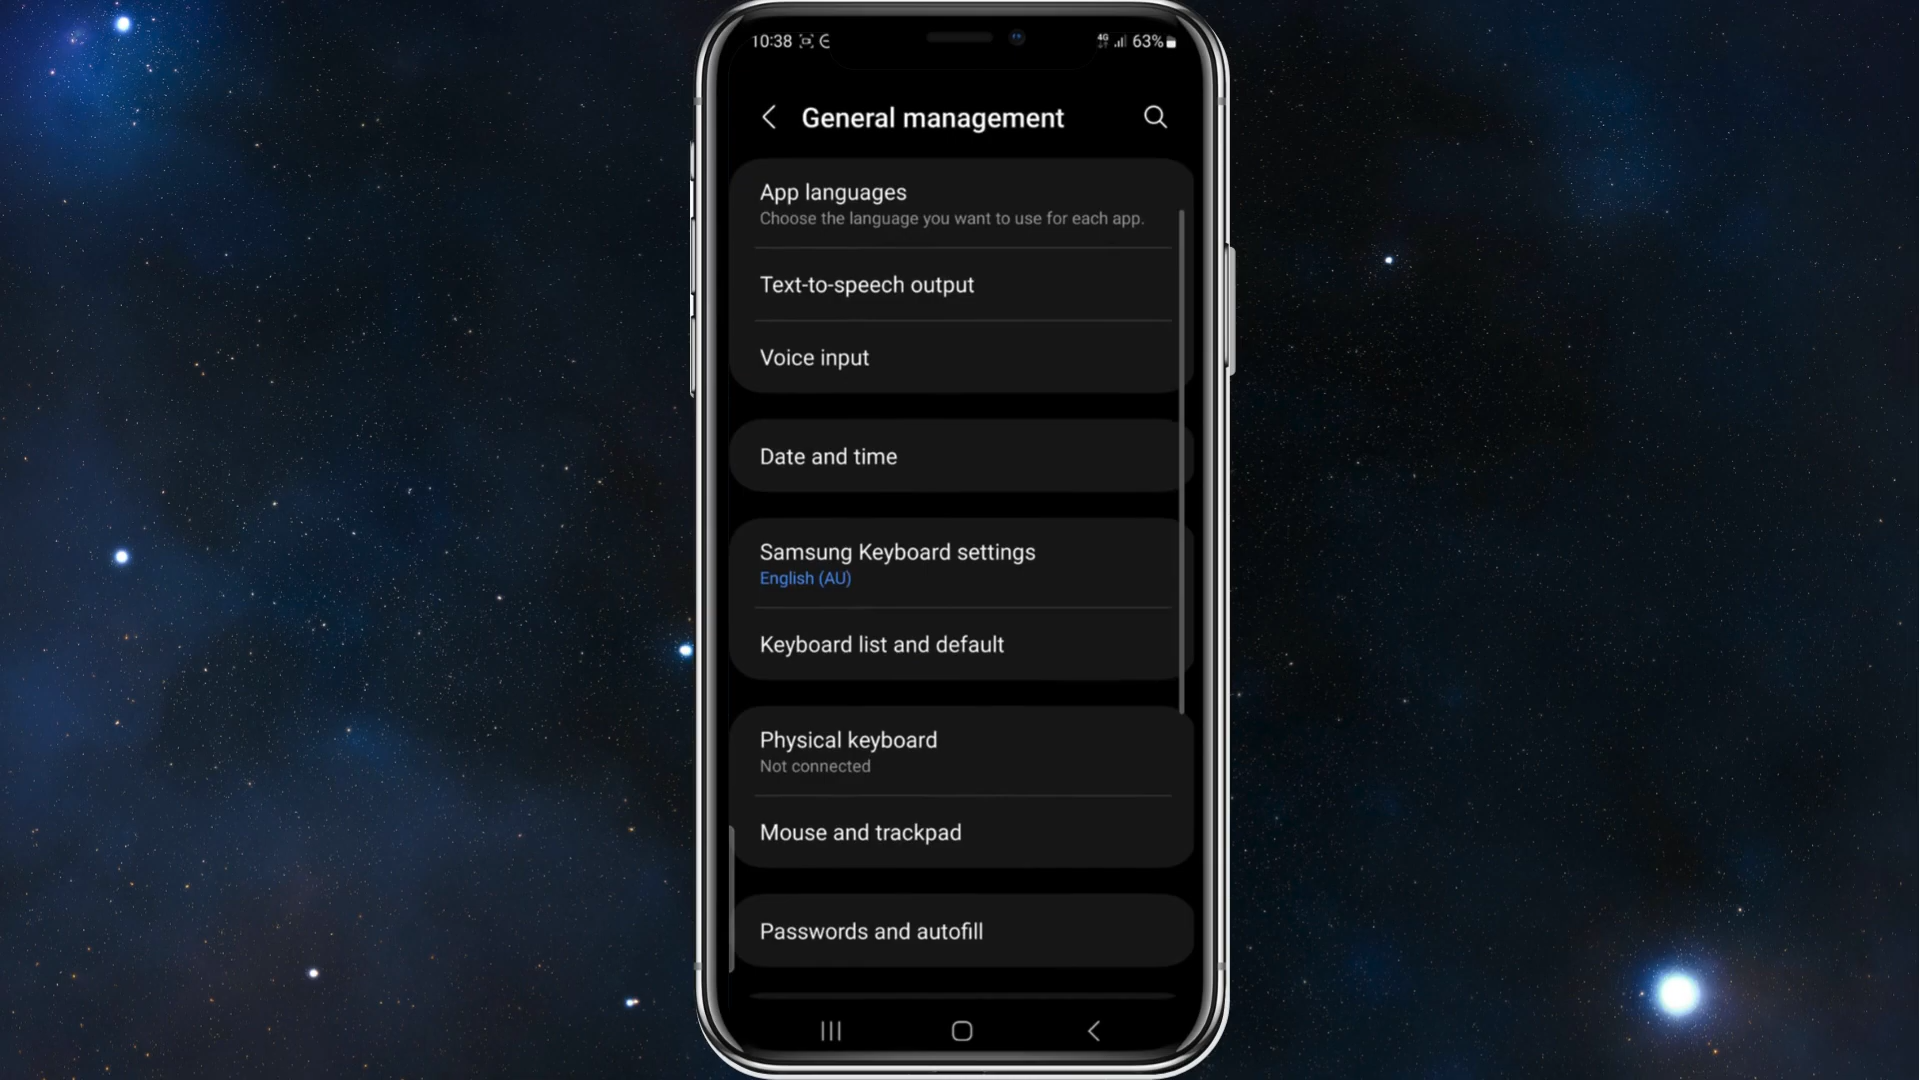 10:38
4G 63%
General management
App languages
Choose the language you want to use for each app.
Text-to-speech output
Voice input
Date and time
Samsung Keyboard settings
English (AU)
Keyboard list and default
Physical keyboard
Not connected
Mouse and trackpad
Passwords and autofill